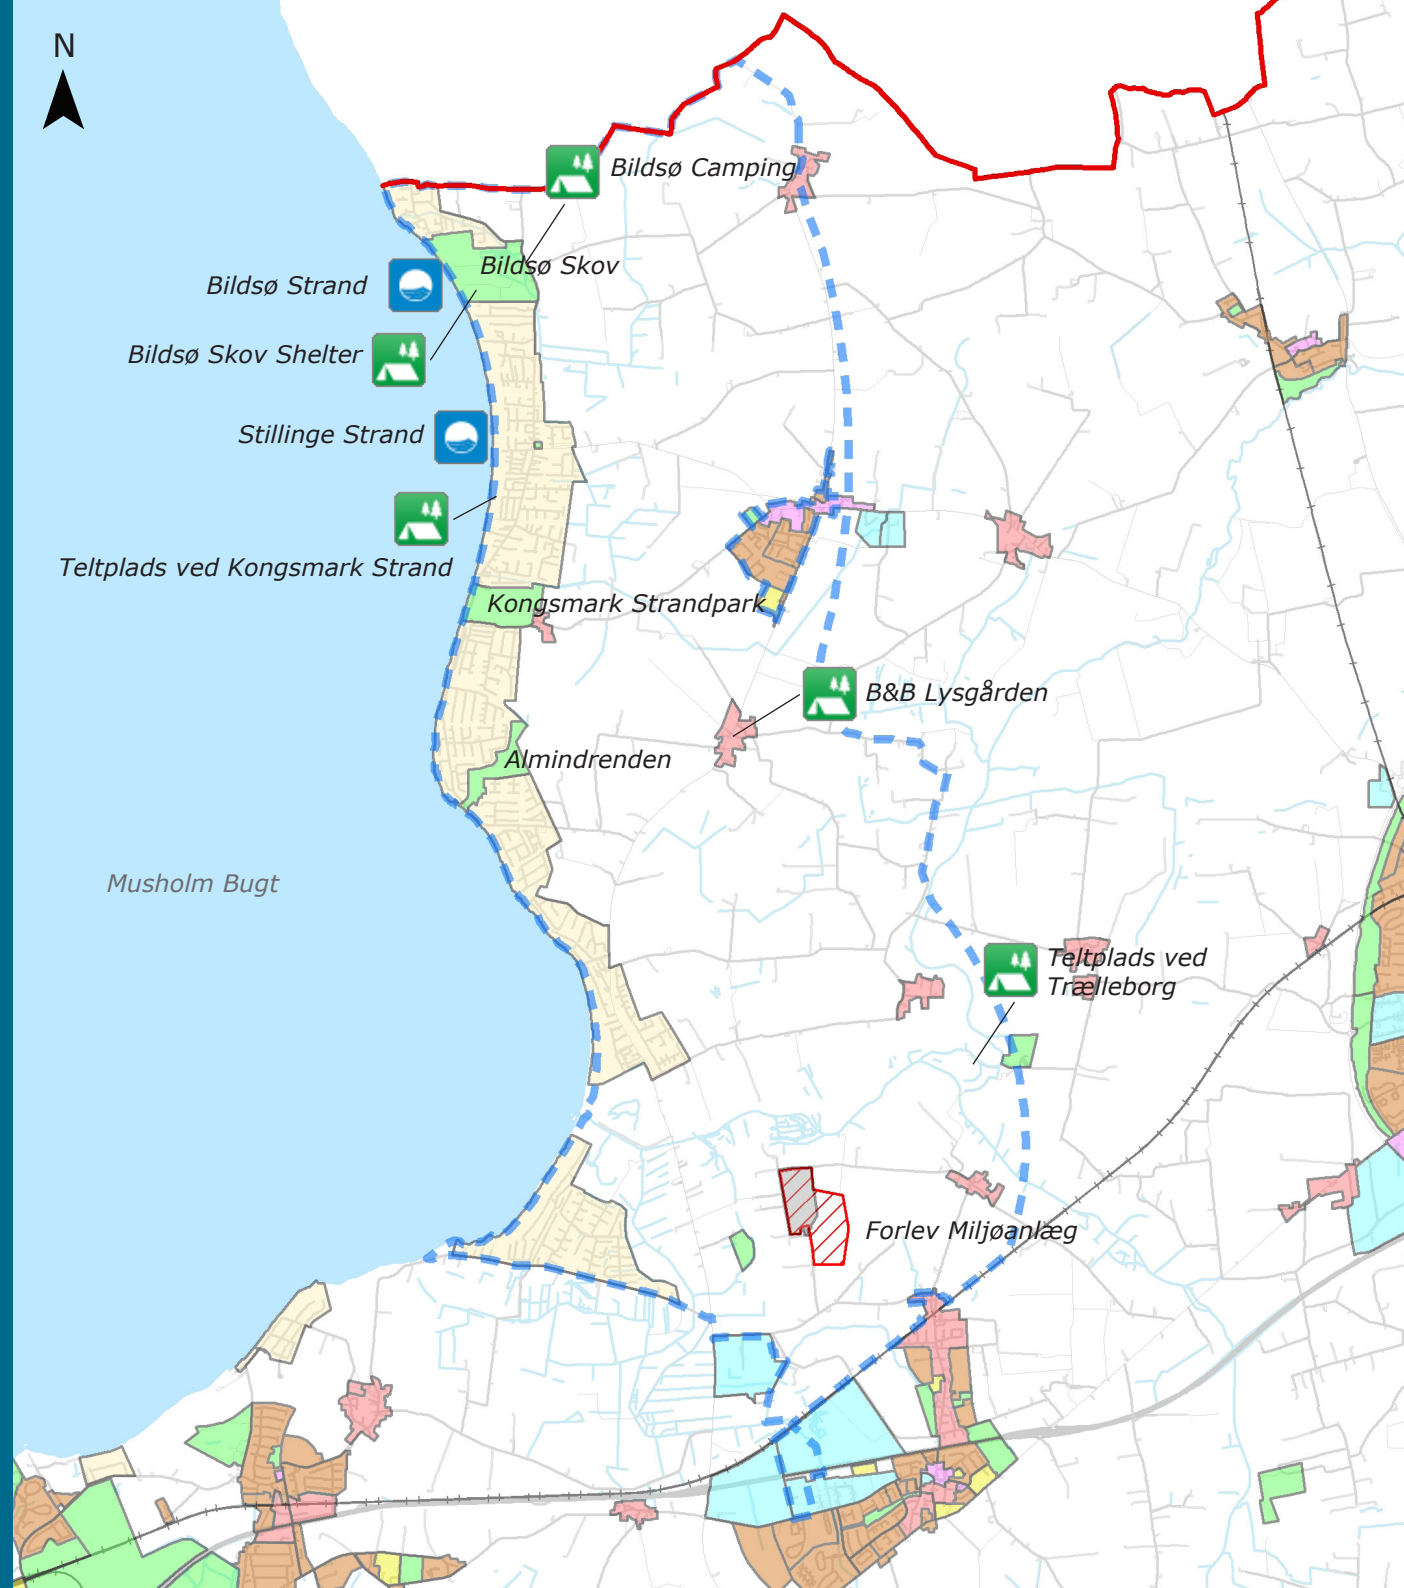 N
Bildsø Camping
Bildsø Skov
Bildsø Strand
Bildsø Skov Shelter
Stillinge Strand
Teltplads ved Kongsmark Strand
Kongsmark Strandpark
B&B Lysgården
Almindrenden
Musholm Bugt
Teltplads ved
Trælleborg
Forlev Miljøanlæg